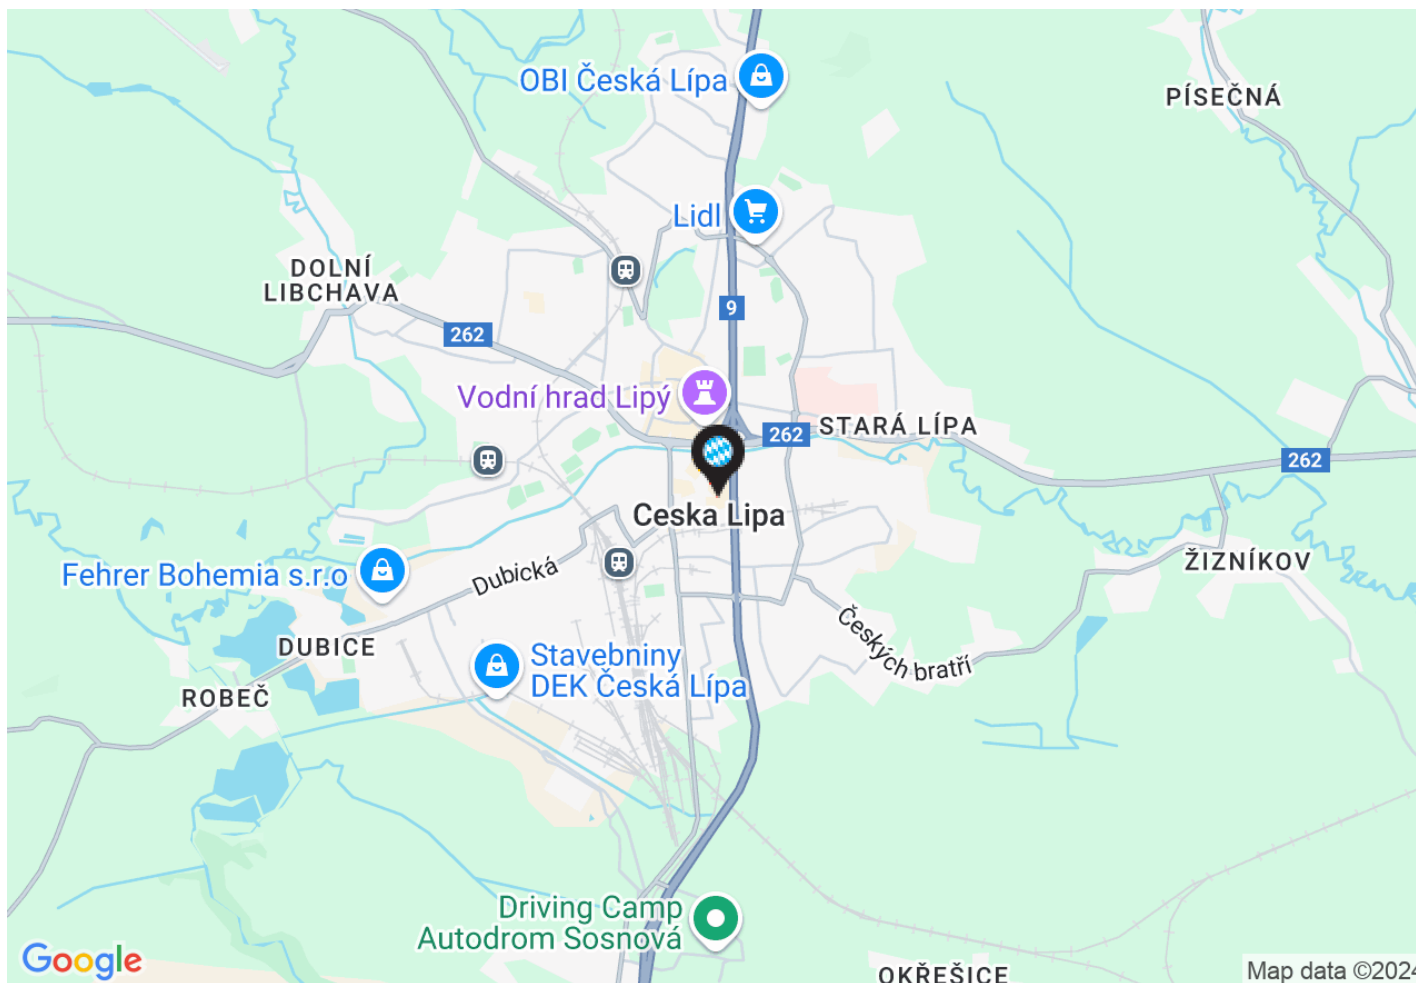 OBI Česká Lípa
PÍSEČNÁ
Lidl
DOLNÍ
LIBCHAVA
9
262
Vodní hrad Lipý
STARÁ LÍPA
262
262
Ceska Lipa
Dubická
Fehrer Bohemia s.r.o
ŽIZNÍKOV
Českých bratří
DUBICE
Stavebniny
DEK Česká Lípa
ROBEČ
Driving Camp
Autodrom Sosnová
Google
OKŘEŠICE
Map data ©2024